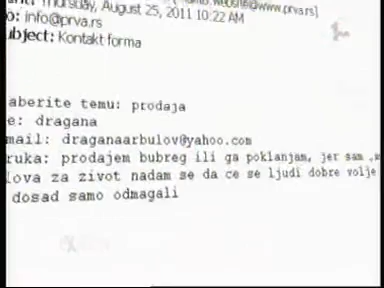 Thursday, August 25, 2011 10:22 AM
info@prva.rs
Kontakt forma
aberite temu: prodaja
e: dragana
mail: draganaarbulov@yahoo.com
ruka: prodajem bubreg ili ga poklanjam, jer sam
lova za zivot nadam se da ce se ljudi dobre volje
dosad samo odmagali